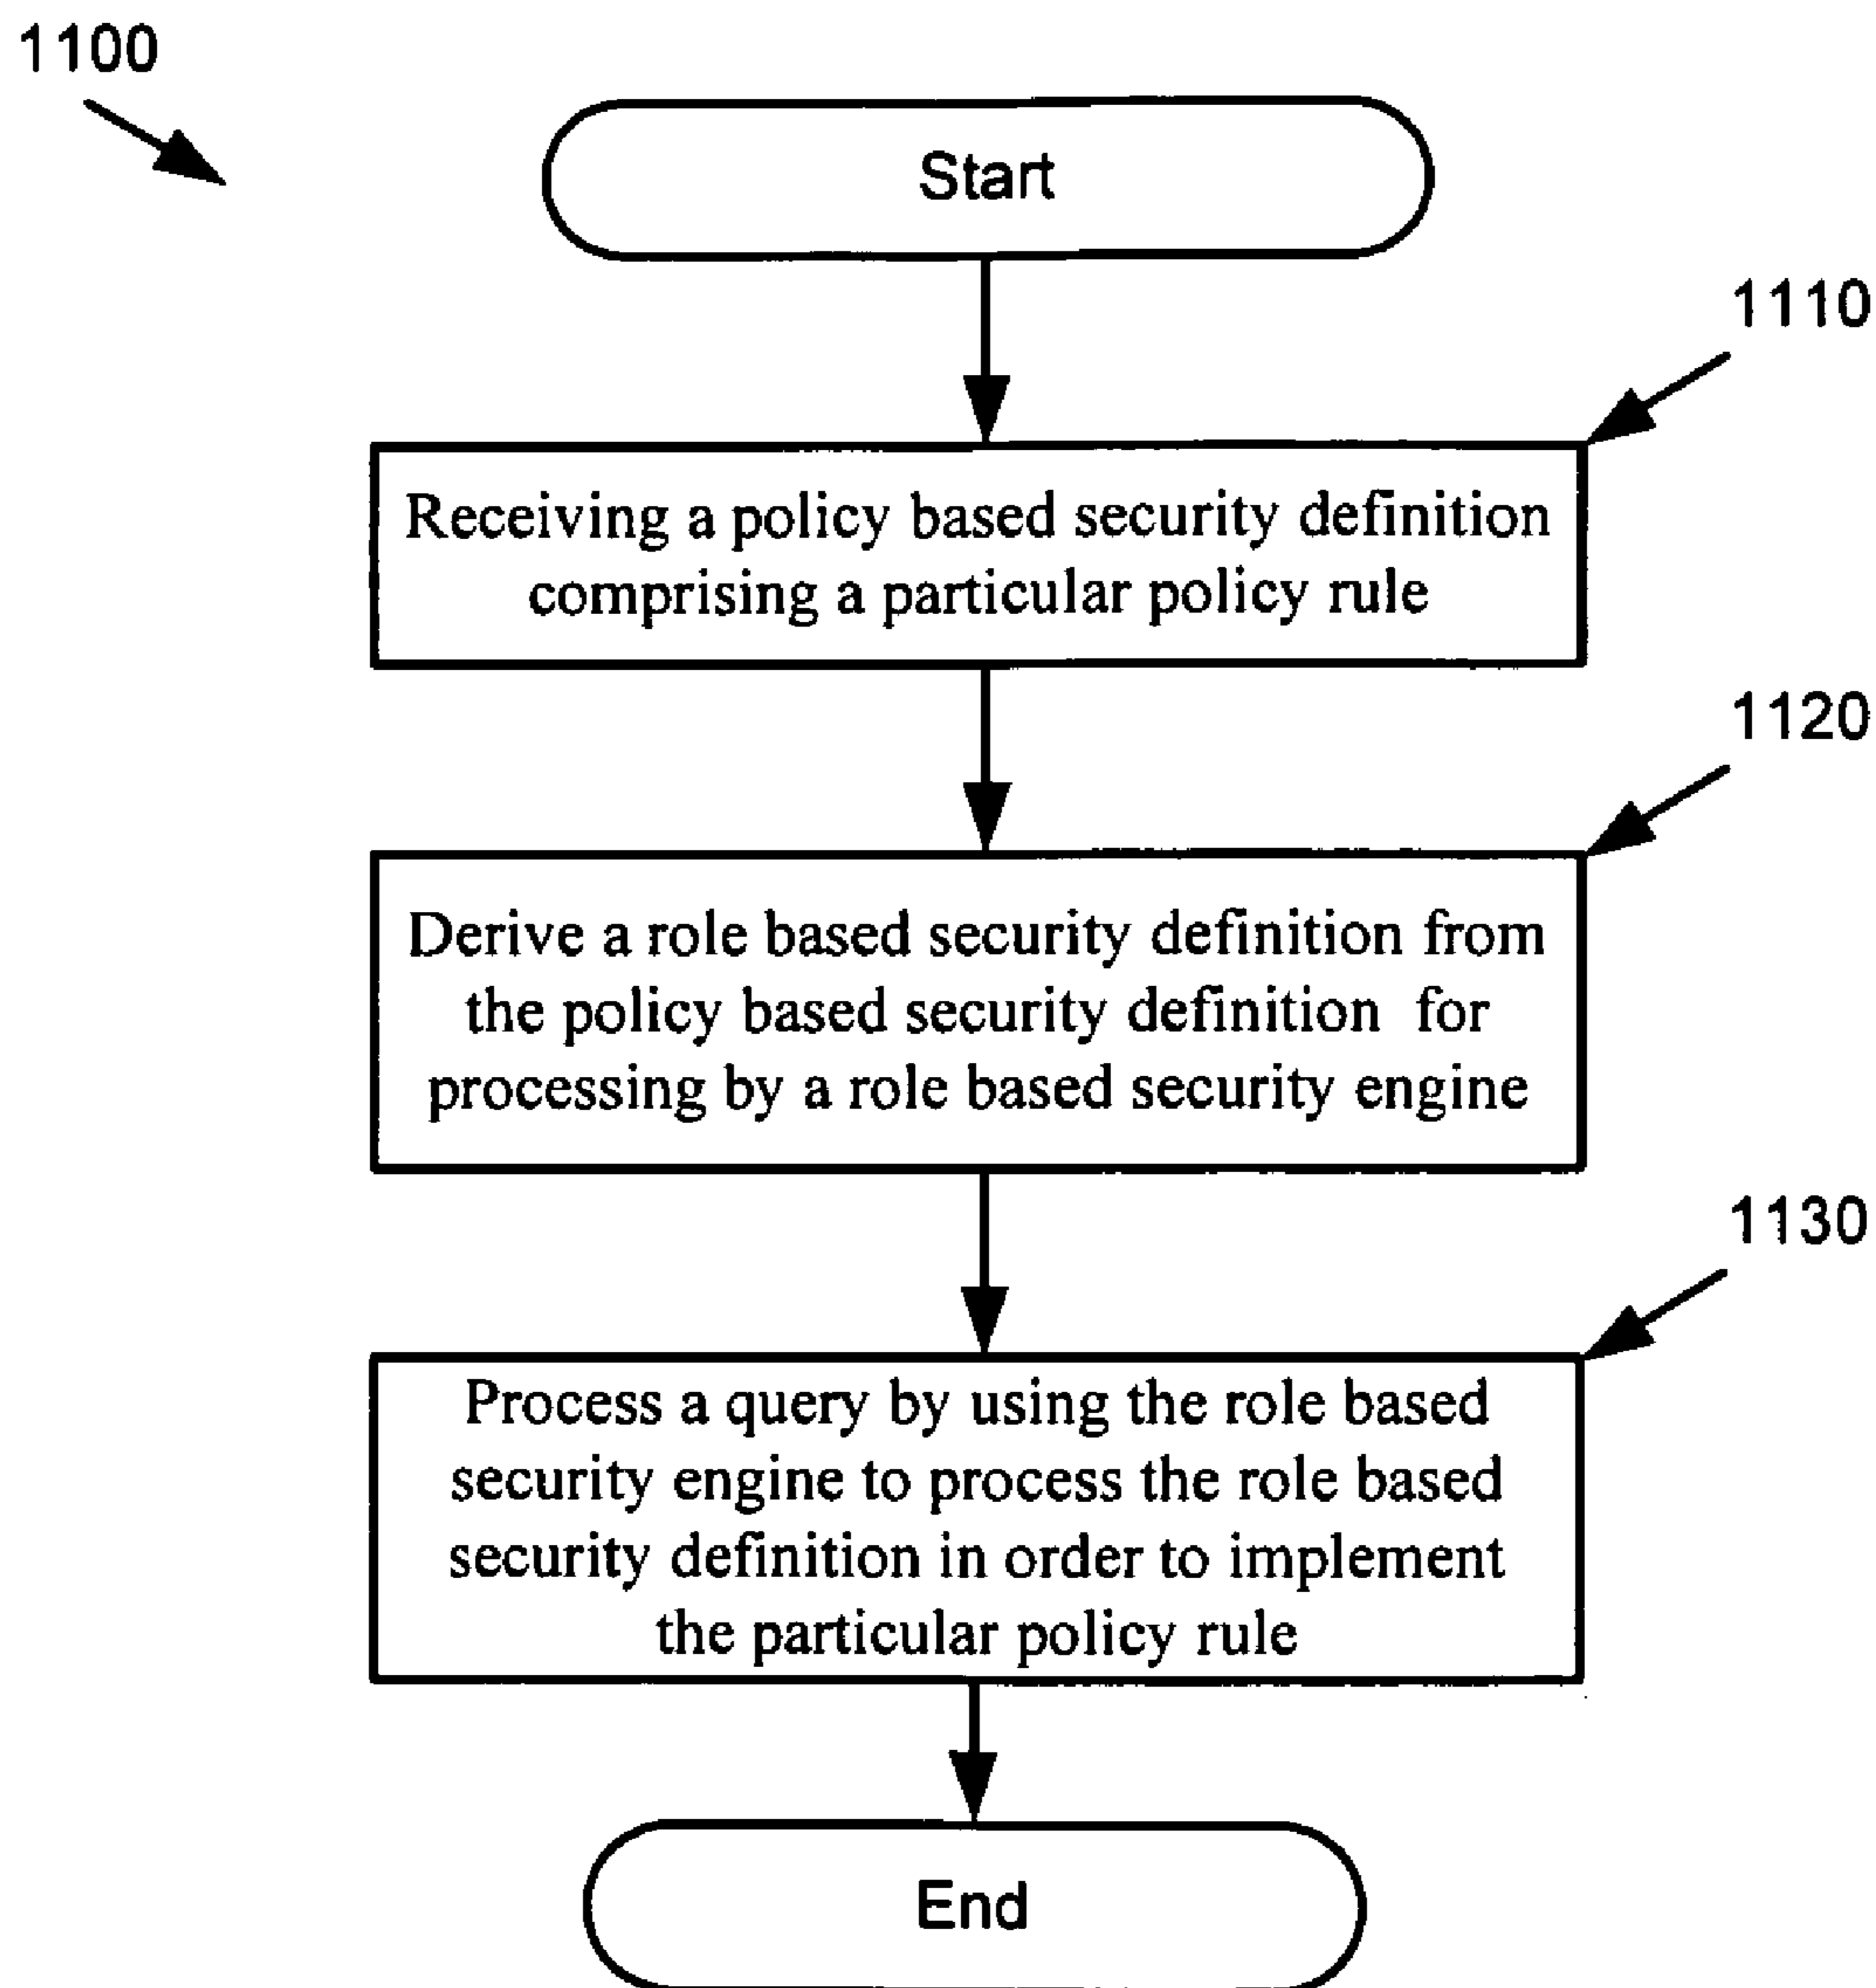 1100
Start
1110
Receiving a policy based security definition
comprising a particular policy rule
1120
Derive a role based security definition from
the policy based security definition for
processing by a role based security engine
1130
Process a query by using the role based
security engine to process the role based
security definition in order to implement
the particular policy rule
End